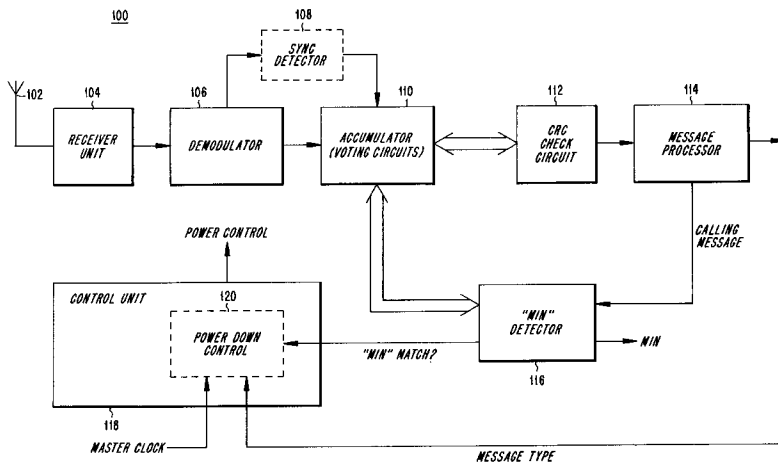 100
108
SYNC
DETECTOR
102
104
RECEIVER
UNIT
106
DEMODULATOR
110
ACCUMULATOR
(VOTING CIRCUITS)
112
CRC
CHECK
CIRCUIT
114
MESSAGE
PROCESSOR
POWER CONTROL
CALLING
MESSAGE
CONTROL UNIT
120
POWER DOWN
CONTROL
"MIN" MATCH?
"MIN"
DETECTOR
MIN
116
118
MASTER CLOCK
MESSAGE TYPE